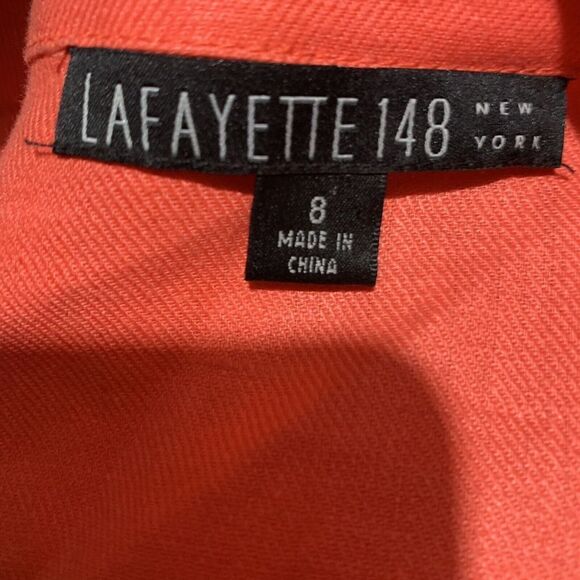 LAFAYETTE 148 NEW YORK
8
MADE IN
CHINA